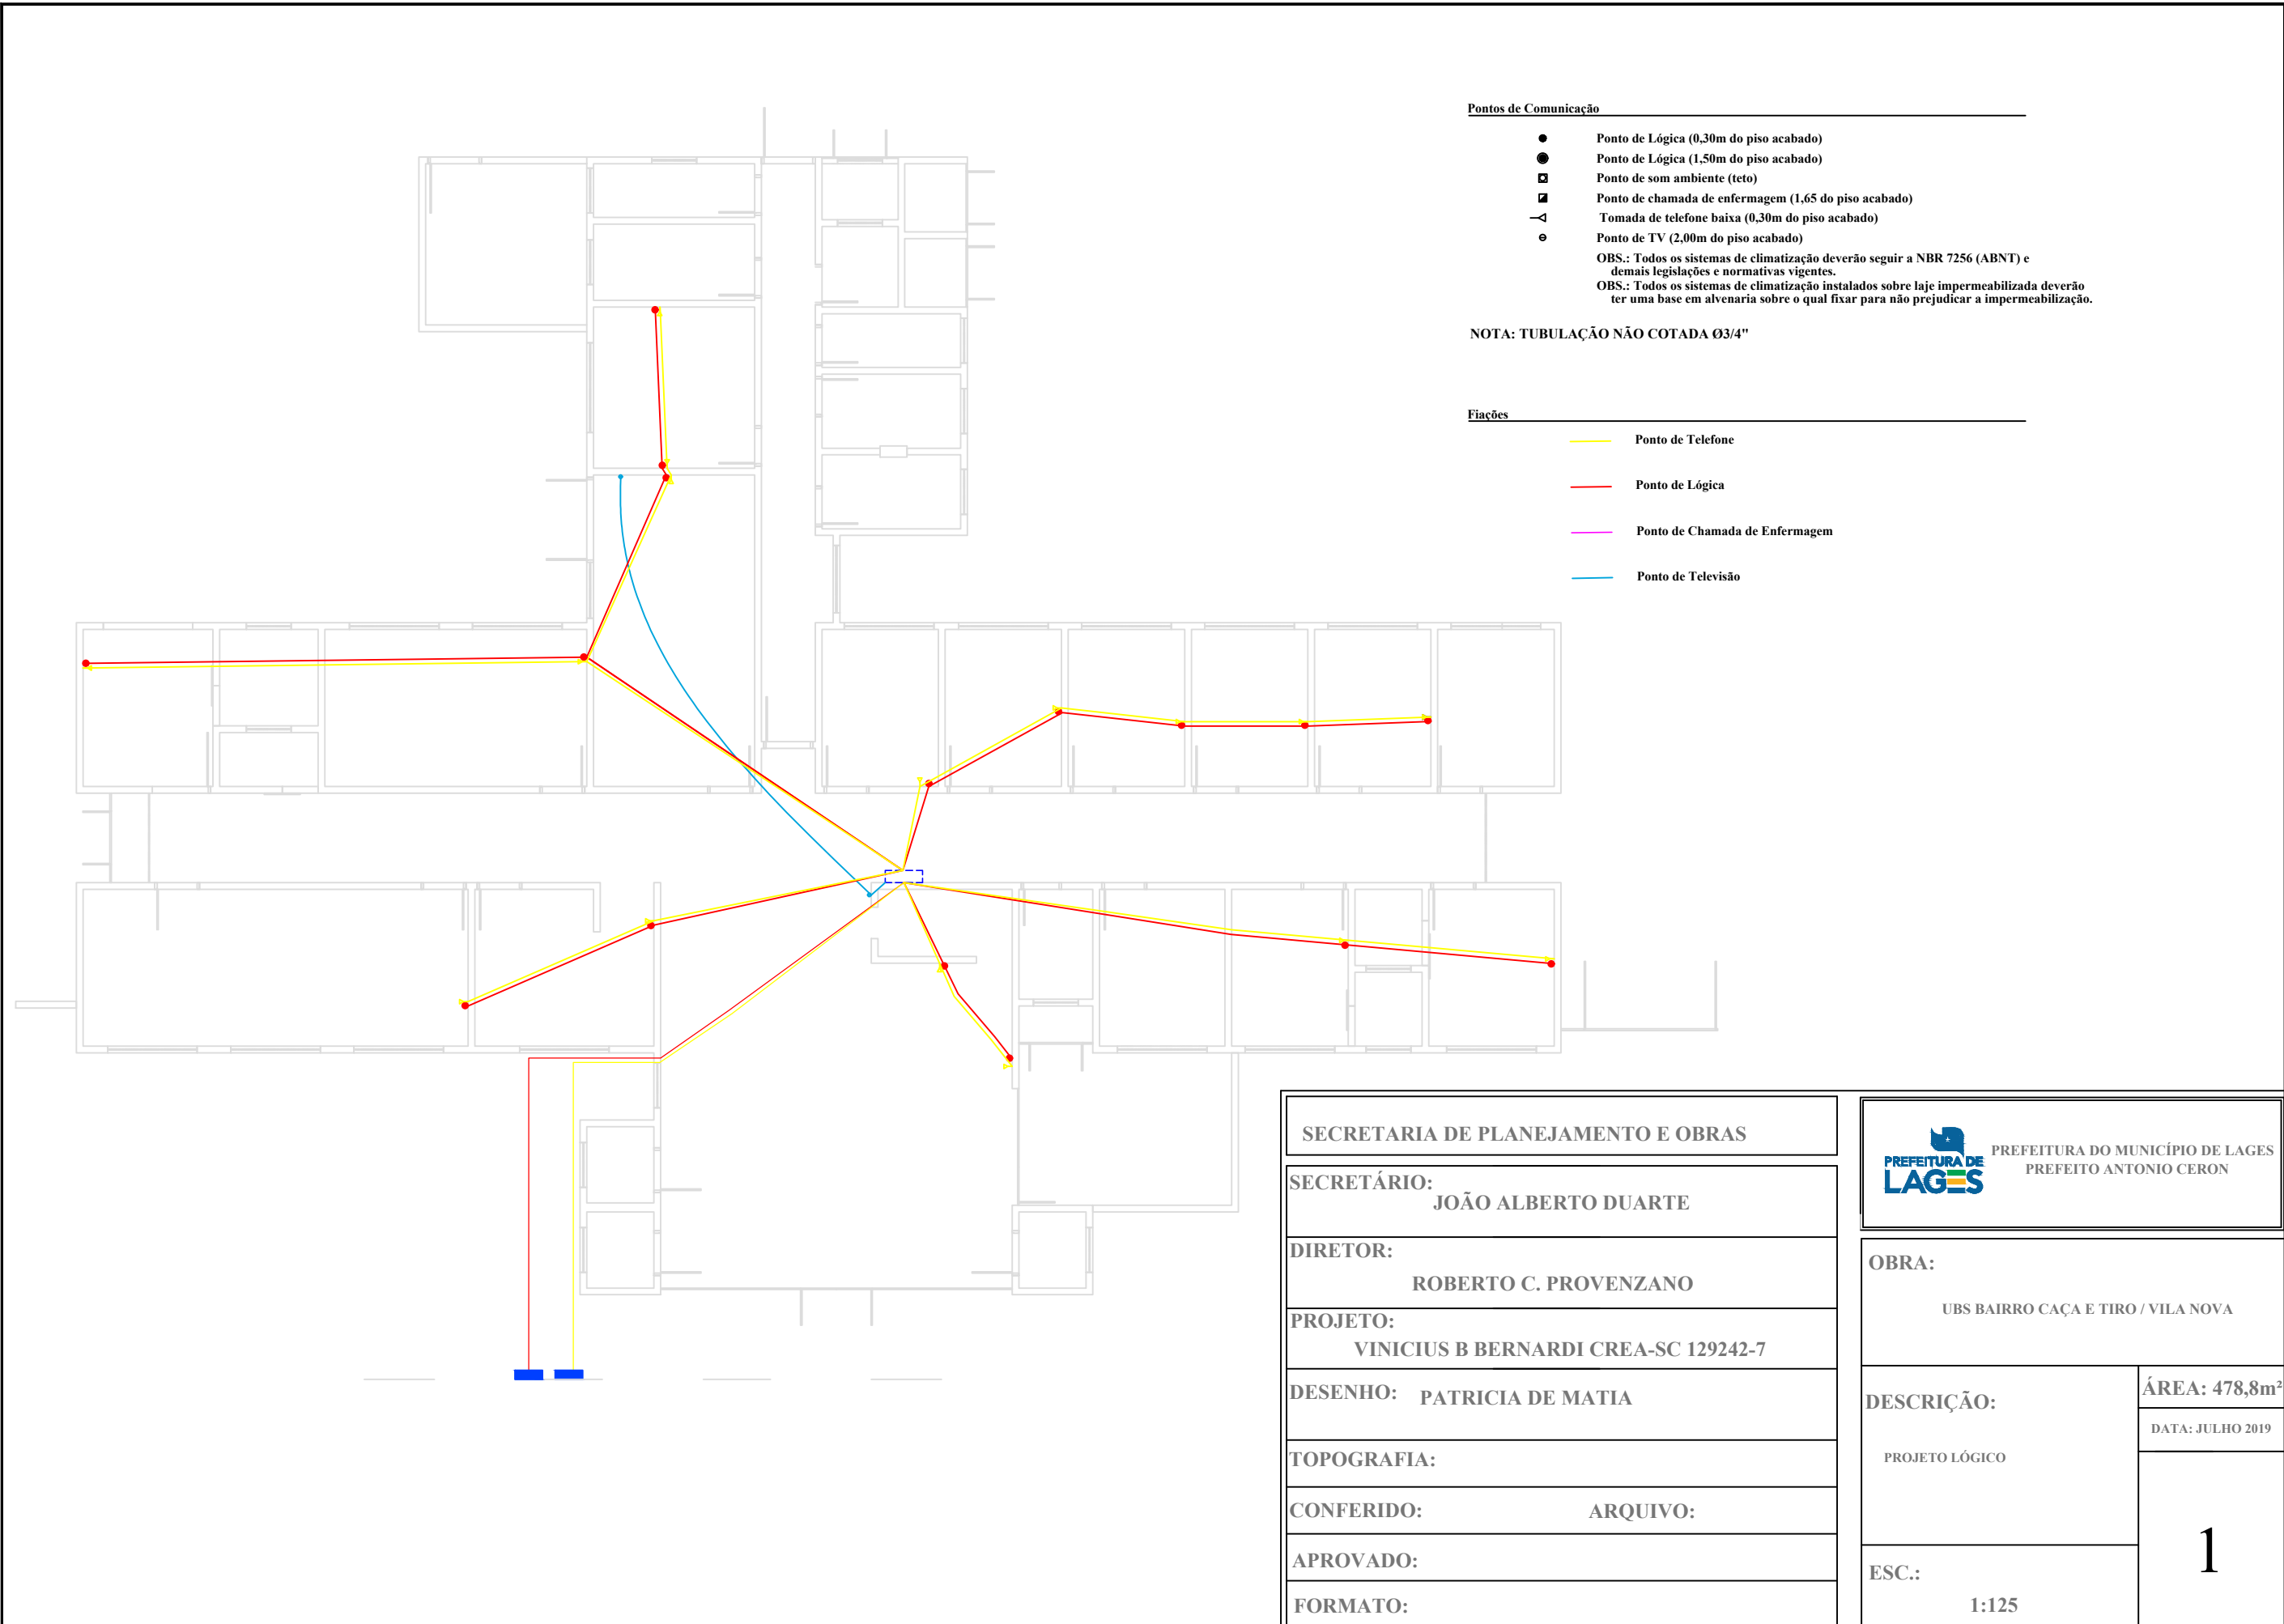 Pontos de Comunicação
Ponto de Lógica (0,30m do piso acabado)
Ponto de Lógica (1,50m do piso acabado)
Ponto de som ambiente (teto)
Ponto de chamada de enfermagem (1,65 do piso acabado)
Tomada de telefone baixa (0,30m do piso acabado)
Ponto de TV (2,00m do piso acabado)
OBS.: Todos os sistemas de climatização deverão seguir a NBR 7256 (ABNT) e
demais legislações e normativas vigentes.
OBS.: Todos os sistemas de climatização instalados sobre laje impermeabilizada deverão
ter uma base em alvenaria sobre o qual fixar para não prejudicar a impermeabilização.
NOTA: TUBULAÇÃO NÃO COTADA Ø3/4"
Fiações
Ponto de Telefone
Ponto de Lógica
Ponto de Chamada de Enfermagem
Ponto de Televisão
SECRETARIA DE PLANEJAMENTO E OBRAS
SECRETÁRIO:
JOÃO ALBERTO DUARTE
DIRETOR:
ROBERTO C. PROVENZANO
PROJETO:
VINICIUS B BERNARDI CREA-SC 129242-7
DESENHO: PATRICIA DE MATIA
TOPOGRAFIA:
CONFERIDO: ARQUIVO:
APROVADO:
FORMATO:
PREFEITURA DE
LAGES
PREFEITURA DO MUNICÍPIO DE LAGES
PREFEITO ANTONIO CERON
OBRA:
UBS BAIRRO CAÇA E TIRO / VILA NOVA
DESCRIÇÃO:
PROJETO LÓGICO
ÁREA: 478,8m²
DATA: JULHO 2019
1
ESC.:
1:125